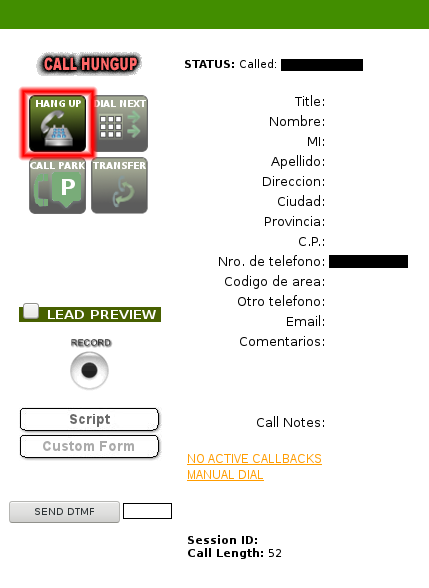 CALL HUNGUP
STATUS: Called:
HANG UP
DIAL NEXT
CALL PARK
P
TRANSFER
Title:
Nombre:
MI:
Apellido:
Direccion:
Ciudad:
Provincia:
C.P.:
Nro. de telefono:
Codigo de area:
Otro telefono:
Email:
Comentarios:
LEAD PREVIEW
RECORD
Script
Custom Form
Call Notes:
NO ACTIVE CALLBACKS
MANUAL DIAL
SEND DTMF
Session ID:
Call Length: 52